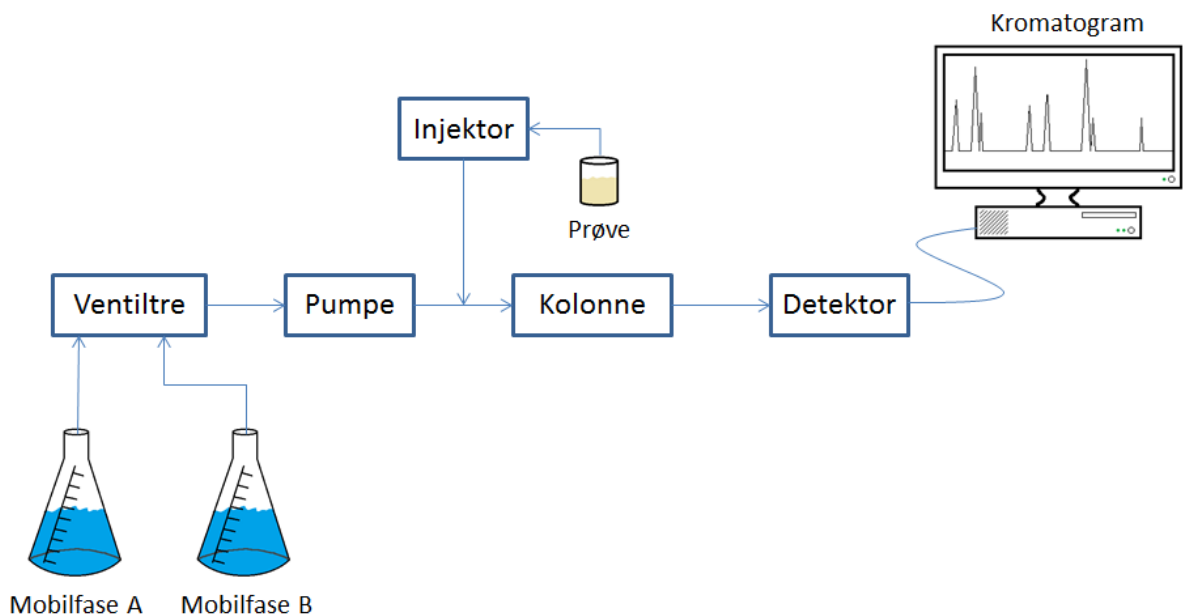 Kromatogram
Injektor
Prøve
Ventiltre
Pumpe
Kolonne
Detektor
Mobilfase A
Mobilfase B